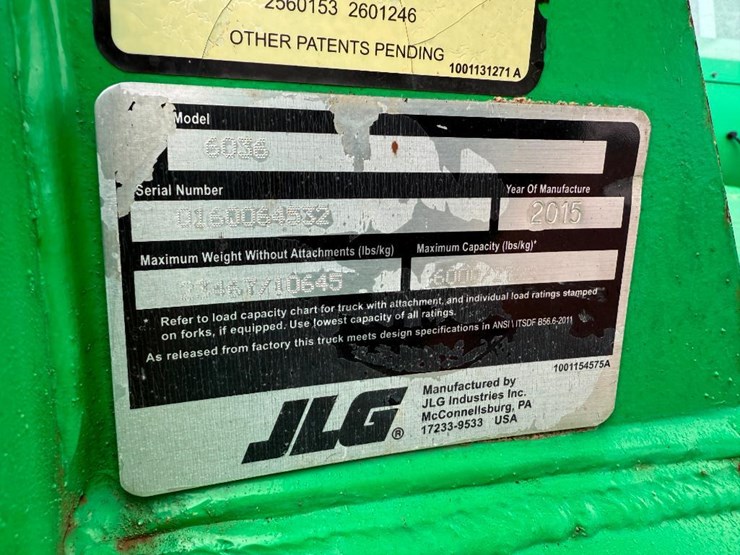 2560153 2601246
OTHER PATENTS PENDING
1001131271 A
Model
6036
Serial Number
Year Of Manufacture
0160064532
2015
Maximum Weight Without Attachments (lbs/kg)
Maximum Capacity (lbs/kg)*
* Refer to load capacity chart for truck with attachment, and individual load ratings stamped
on forks, if equipped. Use lowest capacity of all ratings.
As released from factory this truck meets design specifications in ANSI \ ITSDF B56.6-2011
1001154575A
JLG ®
Manufactured by
JLG Industries Inc.
McConnellsburg, PA
17233-9533 USA